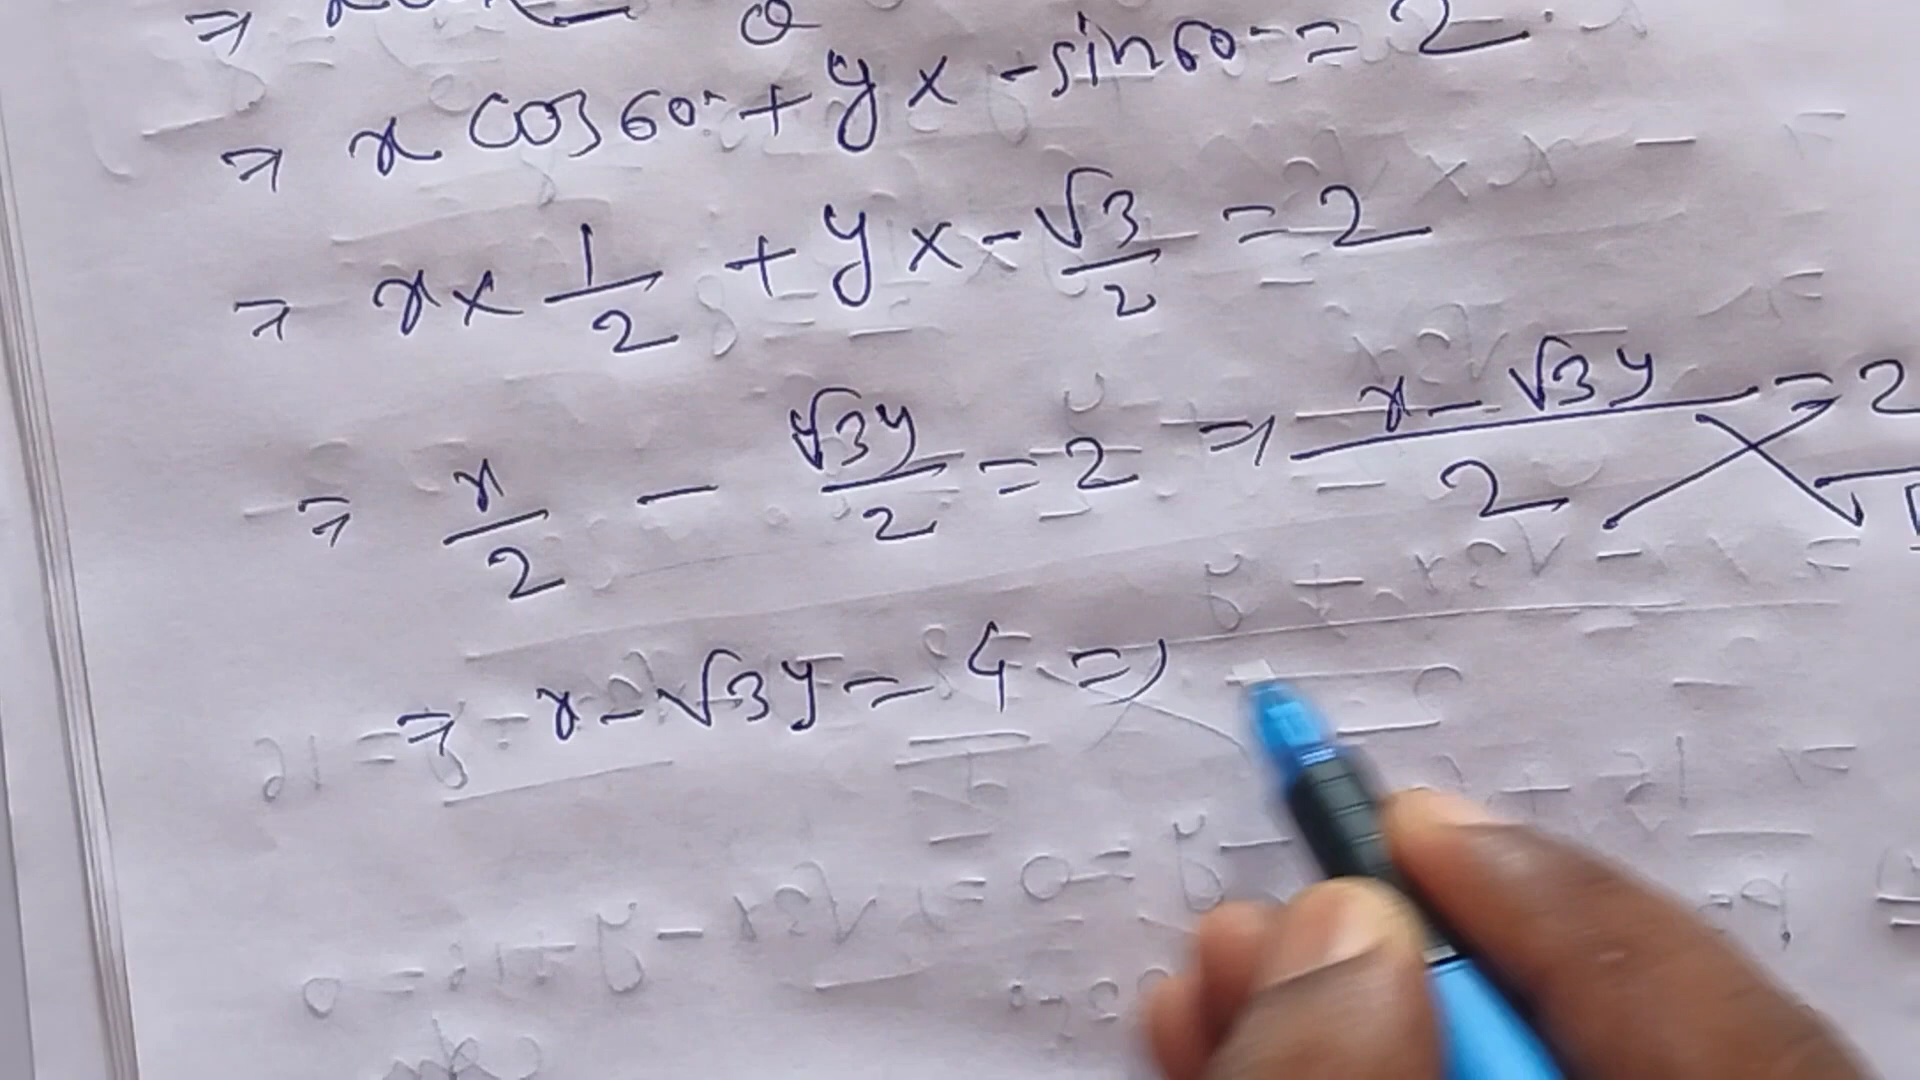 ⇒ x cos60° + y × -sin60° = 2
⇒ x × 1/2 + y × -√3/2 = 2
⇒ x/2 - √3y/2 = 2 ⇒ x - √3y/2 = 2
⇒ x - √3y = 4 ⇒